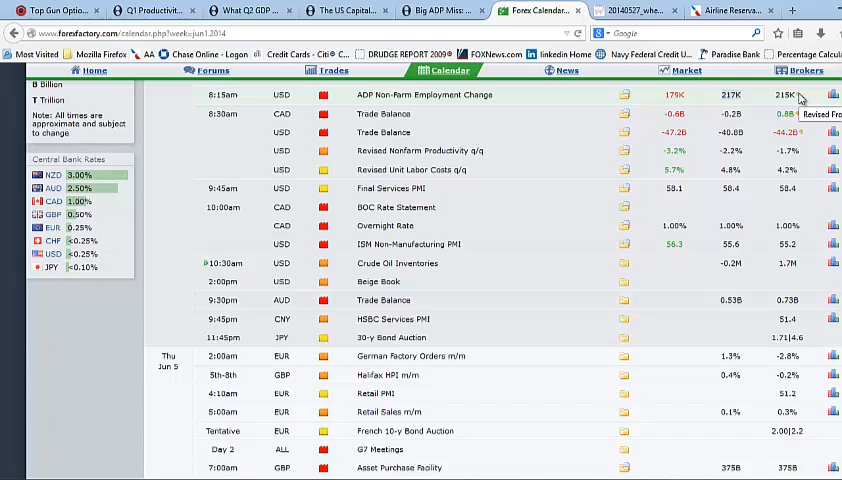 Top Gun Optio... Q1 Productivit... What Q2 GDP ... The US Capital... Big ADP Miss: ... Forex Calendar... 20140527_whe... Airline Reserva...
www.forexfactory.com/calendar.php?week=jun1.2014 Google
Most Visited Mozilla Firefox AA Chase Online - Logon Credit Cards - Citi® C... DRUDGE REPORT 2009® FOXNews.com linkedin Home Navy Federal Credit U... Paradise Bank Percentage Calcula
Home Forums Trades Calendar News Market Brokers
B Billion
T Trillion
Note: All times are
approximate and subject
to change
Central Bank Rates
NZD 3.00%
AUD 2.50%
CAD 1.00%
GBP 0.50%
EUR 0.25%
CHF <0.25%
USD <0.25%
JPY <0.10%
8:15am USD ADP Non-Farm Employment Change 179K 217K 215K
Revised Fro
8:30am CAD Trade Balance -0.6B -0.2B 0.8B
USD Trade Balance -47.2B -40.8B -44.2B
USD Revised Nonfarm Productivity q/q -3.2% -2.2% -1.7%
USD Revised Unit Labor Costs q/q 5.7% 4.8% 4.2%
9:45am USD Final Services PMI 58.1 58.4 58.4
10:00am CAD BOC Rate Statement
CAD Overnight Rate 1.00% 1.00% 1.00%
USD ISM Non-Manufacturing PMI 56.3 55.6 55.2
10:30am USD Crude Oil Inventories -0.2M 1.7M
2:00pm USD Beige Book
9:30pm AUD Trade Balance 0.53B 0.73B
9:45pm CNY HSBC Services PMI 51.4
11:45pm JPY 30-y Bond Auction 1.71|4.6
Thu
Jun 5
2:00am EUR German Factory Orders m/m 1.3% -2.8%
5th-8th GBP Halifax HPI m/m 0.4% -0.2%
4:10am EUR Retail PMI 51.2
5:00am EUR Retail Sales m/m 0.1% 0.3%
Tentative EUR French 10-y Bond Auction 2.00|2.2
Day 2 ALL G7 Meetings
7:00am GBP Asset Purchase Facility 375B 375B